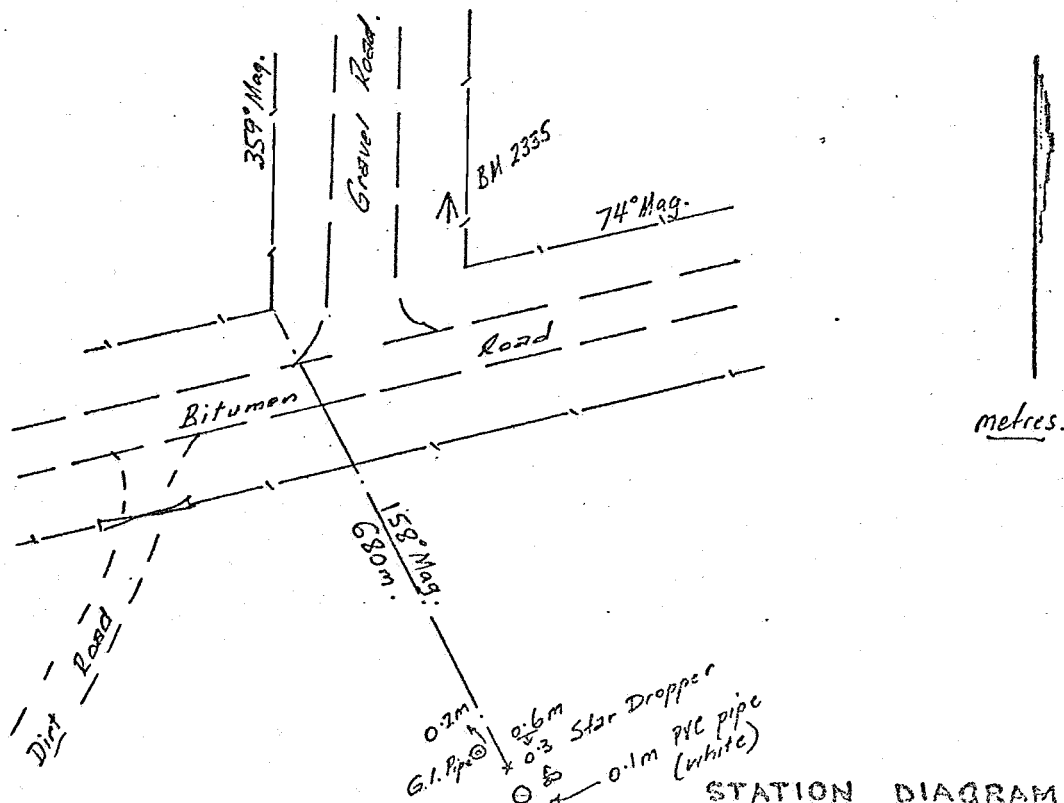 359° Mag.
Gravel Road.
BM 2335
74° Mag.
Road
Bitumen
metres.
158° Mag.
680m.
Dirt Road
0.2m
G.I. Pipe
0.6m
0.3 Star Dropper
0.1m PVC pipe
(white)
STATION DIAGRAM